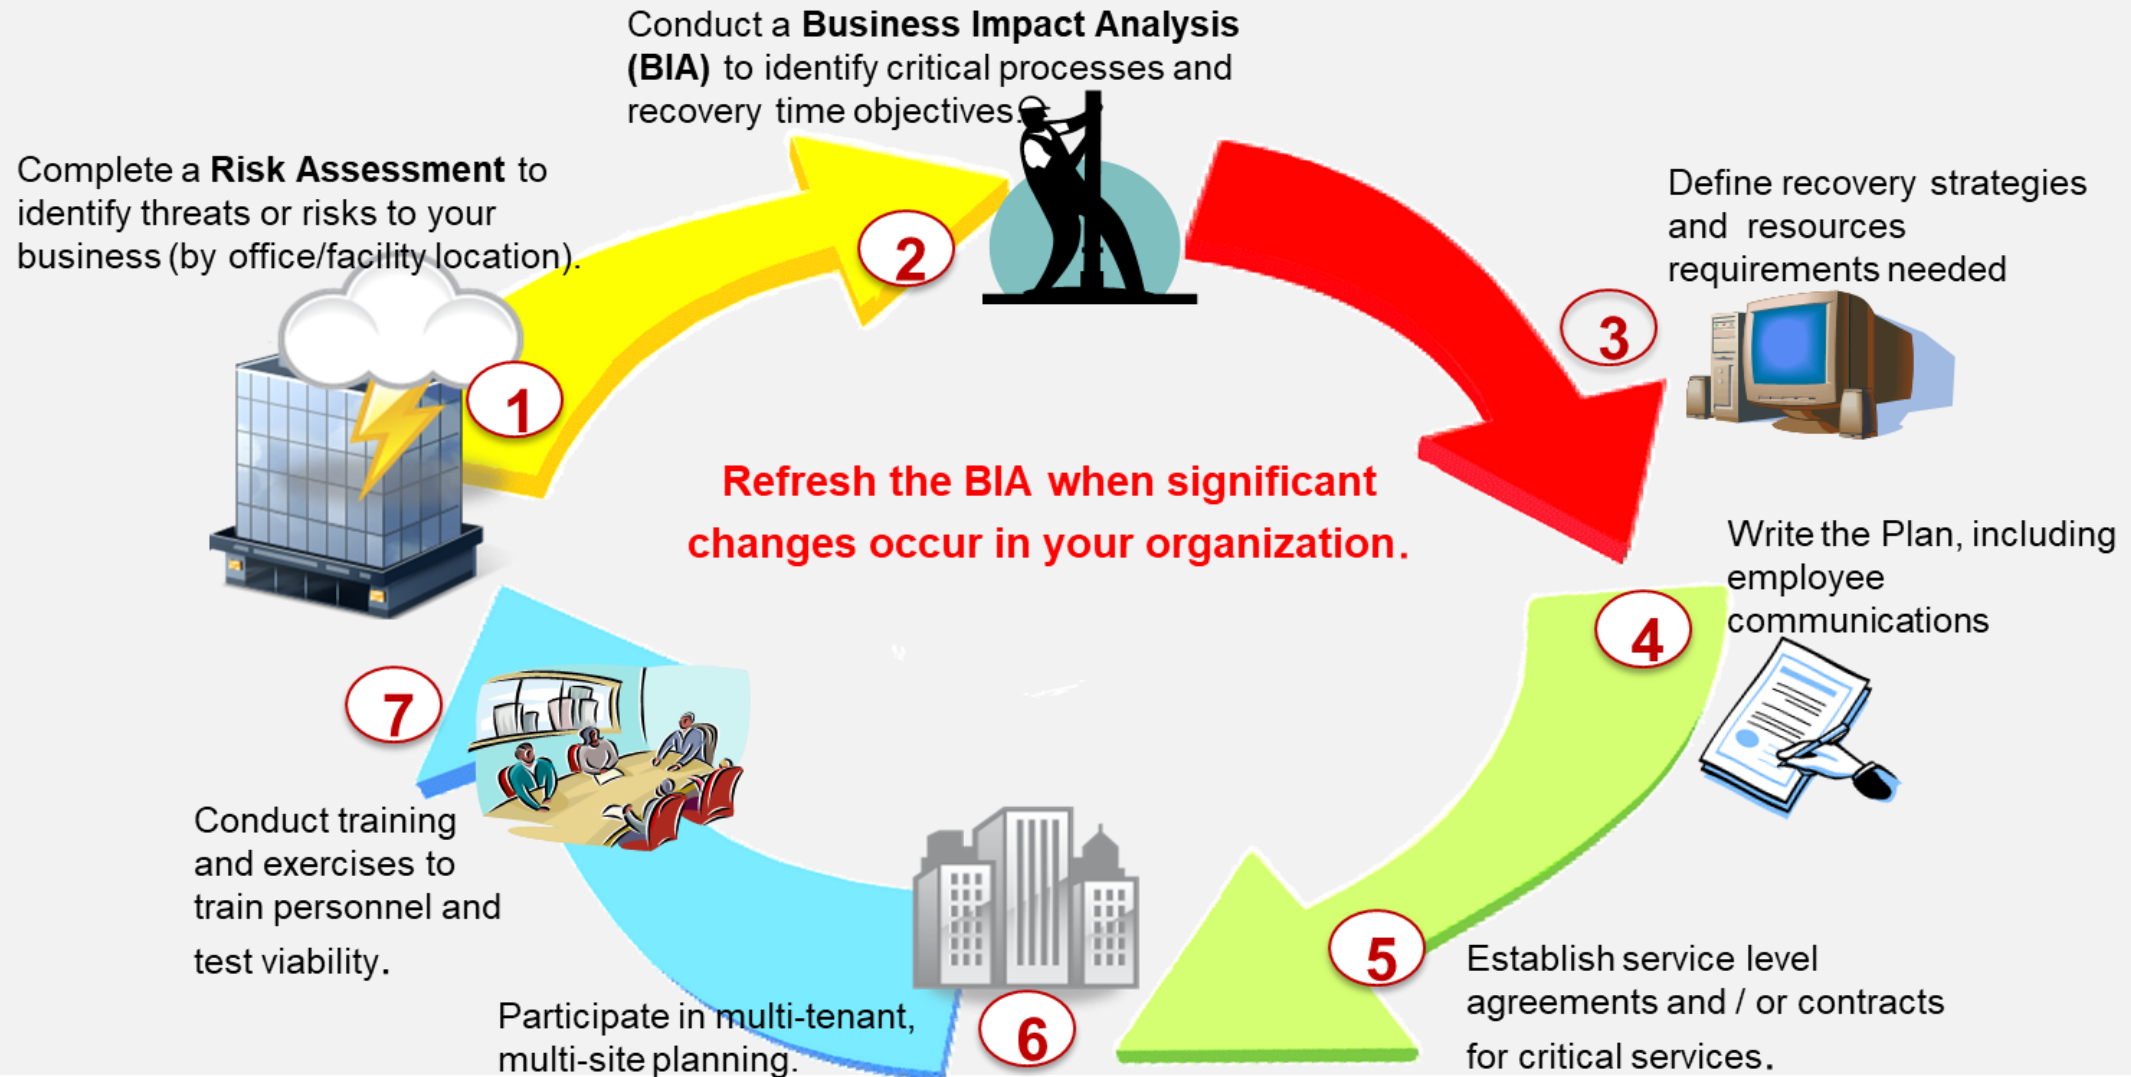 Conduct a Business Impact Analysis
(BIA) to identify critical processes and
recovery time objectives.
Complete a Risk Assessment to
identify threats or risks to your
business (by office/facility location).
1
2
Define recovery strategies
and resources
requirements needed
3
Refresh the BIA when significant
changes occur in your organization.
Write the Plan, including
employee
communications
4
5
Establish service level
agreements and / or contracts
for critical services.
6
Participate in multi-tenant,
multi-site planning.
7
Conduct training
and exercises to
train personnel and
test viability.